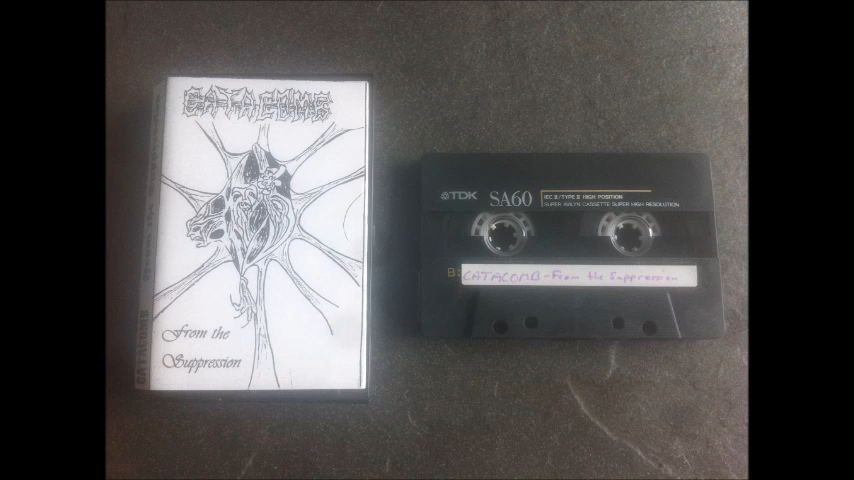 CATACOMB
From the
Suppression
CATACOMB
TDK SA60
IEC II/TYPE II HIGH POSITION
SUPER AVILYN CASSETTE SUPER HIGH RESOLUTION
B:
CATACOMB - From the Suppression